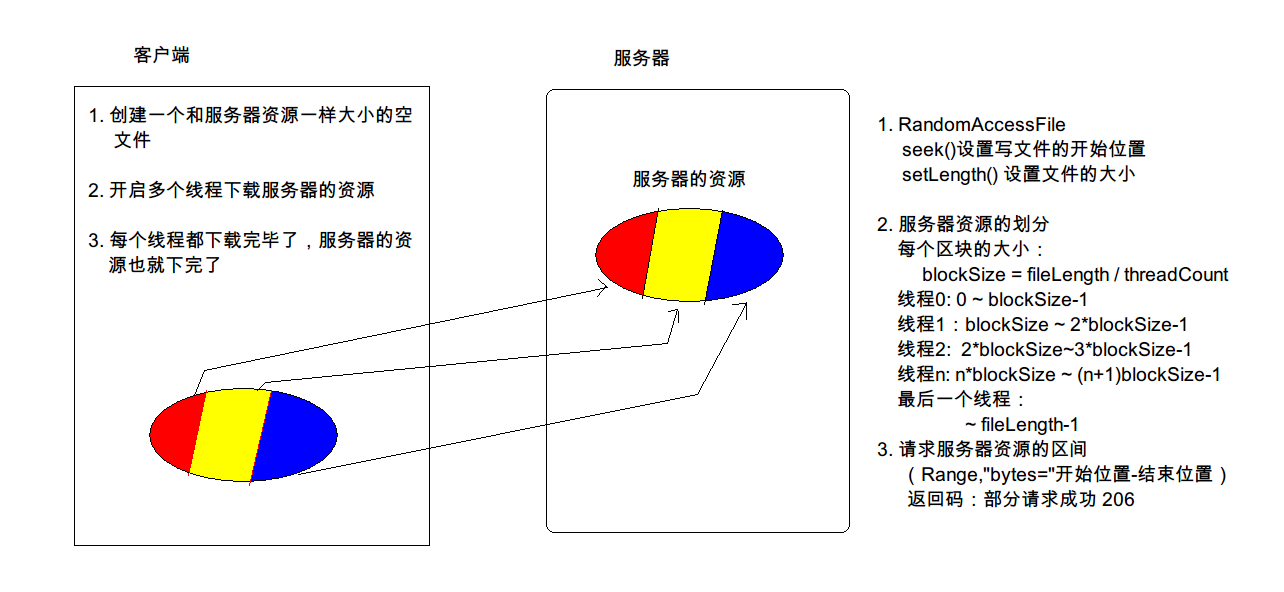 客户端
1. 创建一个和服务器资源一样大小的空
文件
2. 开启多个线程下载服务器的资源
3. 每个线程都下载完毕了，服务器的资
源也就下完了
服务器
服务器的资源
1. RandomAccessFile
seek()设置写文件的开始位置
setLength() 设置文件的大小
2. 服务器资源的划分
每个区块的大小：
blockSize = fileLength / threadCount
线程0: 0 ~ blockSize-1
线程1：blockSize ~ 2*blockSize-1
线程2:  2*blockSize~3*blockSize-1
线程n: n*blockSize ~ (n+1)blockSize-1
最后一个线程：
~ fileLength-1
3. 请求服务器资源的区间
（Range,"bytes="开始位置-结束位置）
返回码：部分请求成功 206